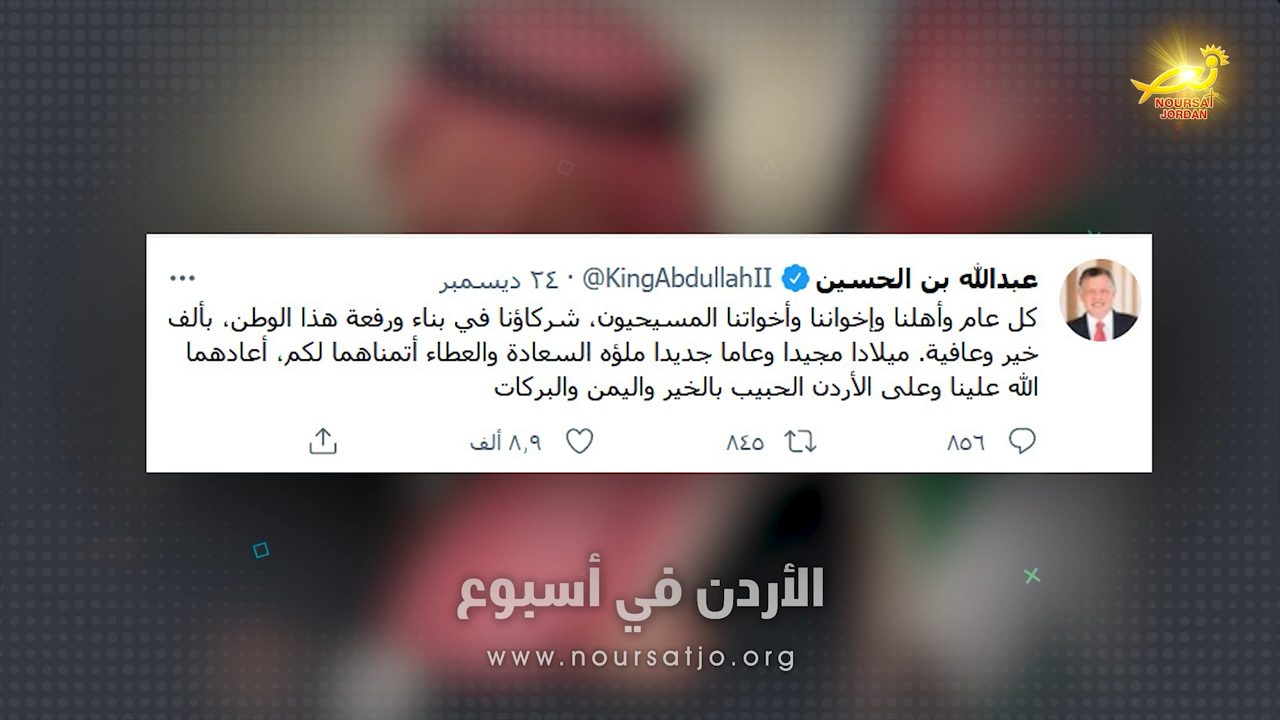 NOURSAT
JORDAN
عبدالله بن الحسين @KingAbdullahII · ٢٤ ديسمبر
كل عام وأهلنا وإخواننا وأخواتنا المسيحيون، شركاؤنا في بناء ورفعة هذا الوطن، بألف
خير وعافية. ميلادا مجيدا وعاما جديدا ملؤه السعادة والعطاء أتمناهما لكم، أعادهما
الله علينا وعلى الأردن الحبيب بالخير واليمن والبركات
٨٥٦ ٨٤٥ ٨,٩ ألف
الأردن في أسبوع
www.noursatjo.org